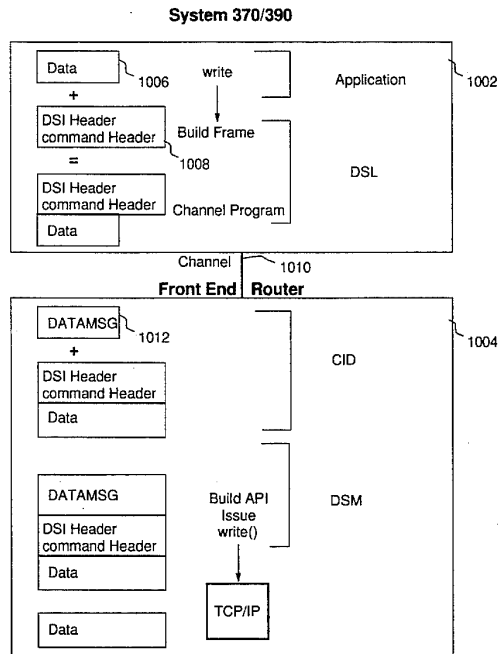 System 370/390
Data
1006
write
Application
1002
+
DSI Header
command Header
1008
Build Frame
=
DSL
DSI Header
command Header
Data
Channel Program
Channel
1010
Front End Router
DATAMSG
1012
1004
+
CID
DSI Header
command Header
Data
DATAMSG
DSI Header
command Header
Data
Build API
Issue
write()
DSM
TCP/IP
Data